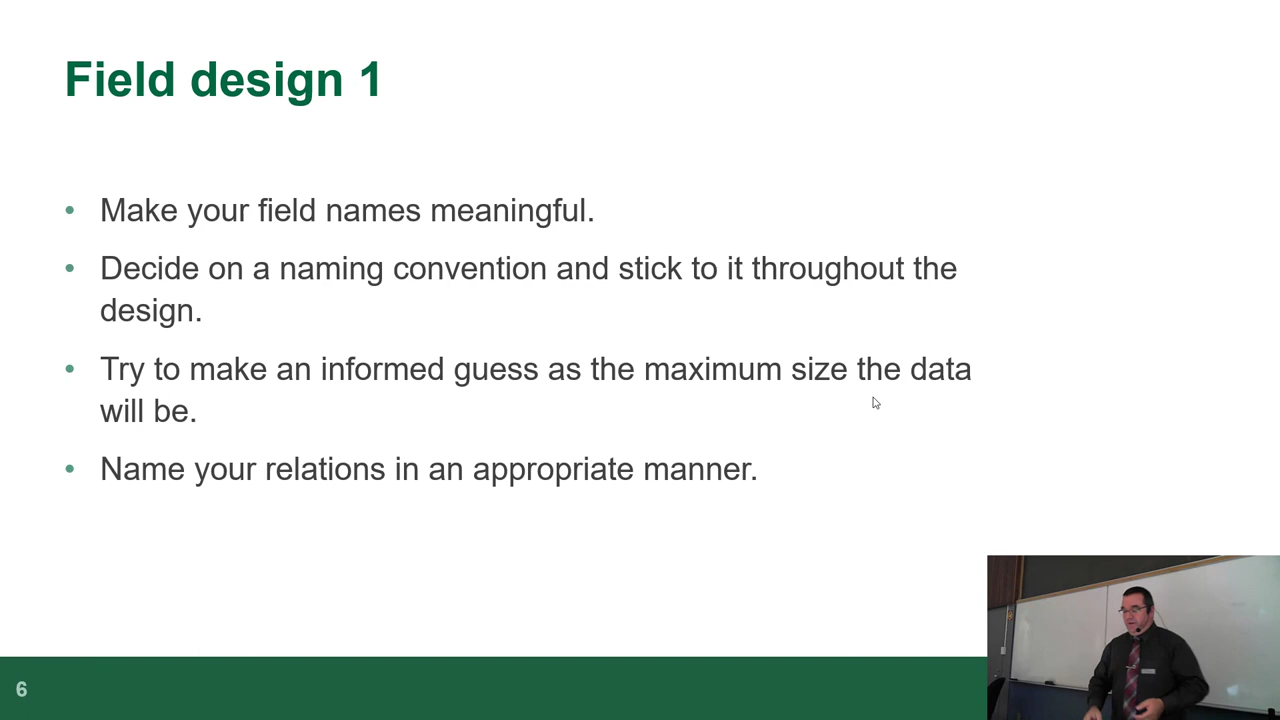 Field design 1
• Make your field names meaningful.
• Decide on a naming convention and stick to it throughout the
design.
• Try to make an informed guess as the maximum size the data
will be.
• Name your relations in an appropriate manner.
6